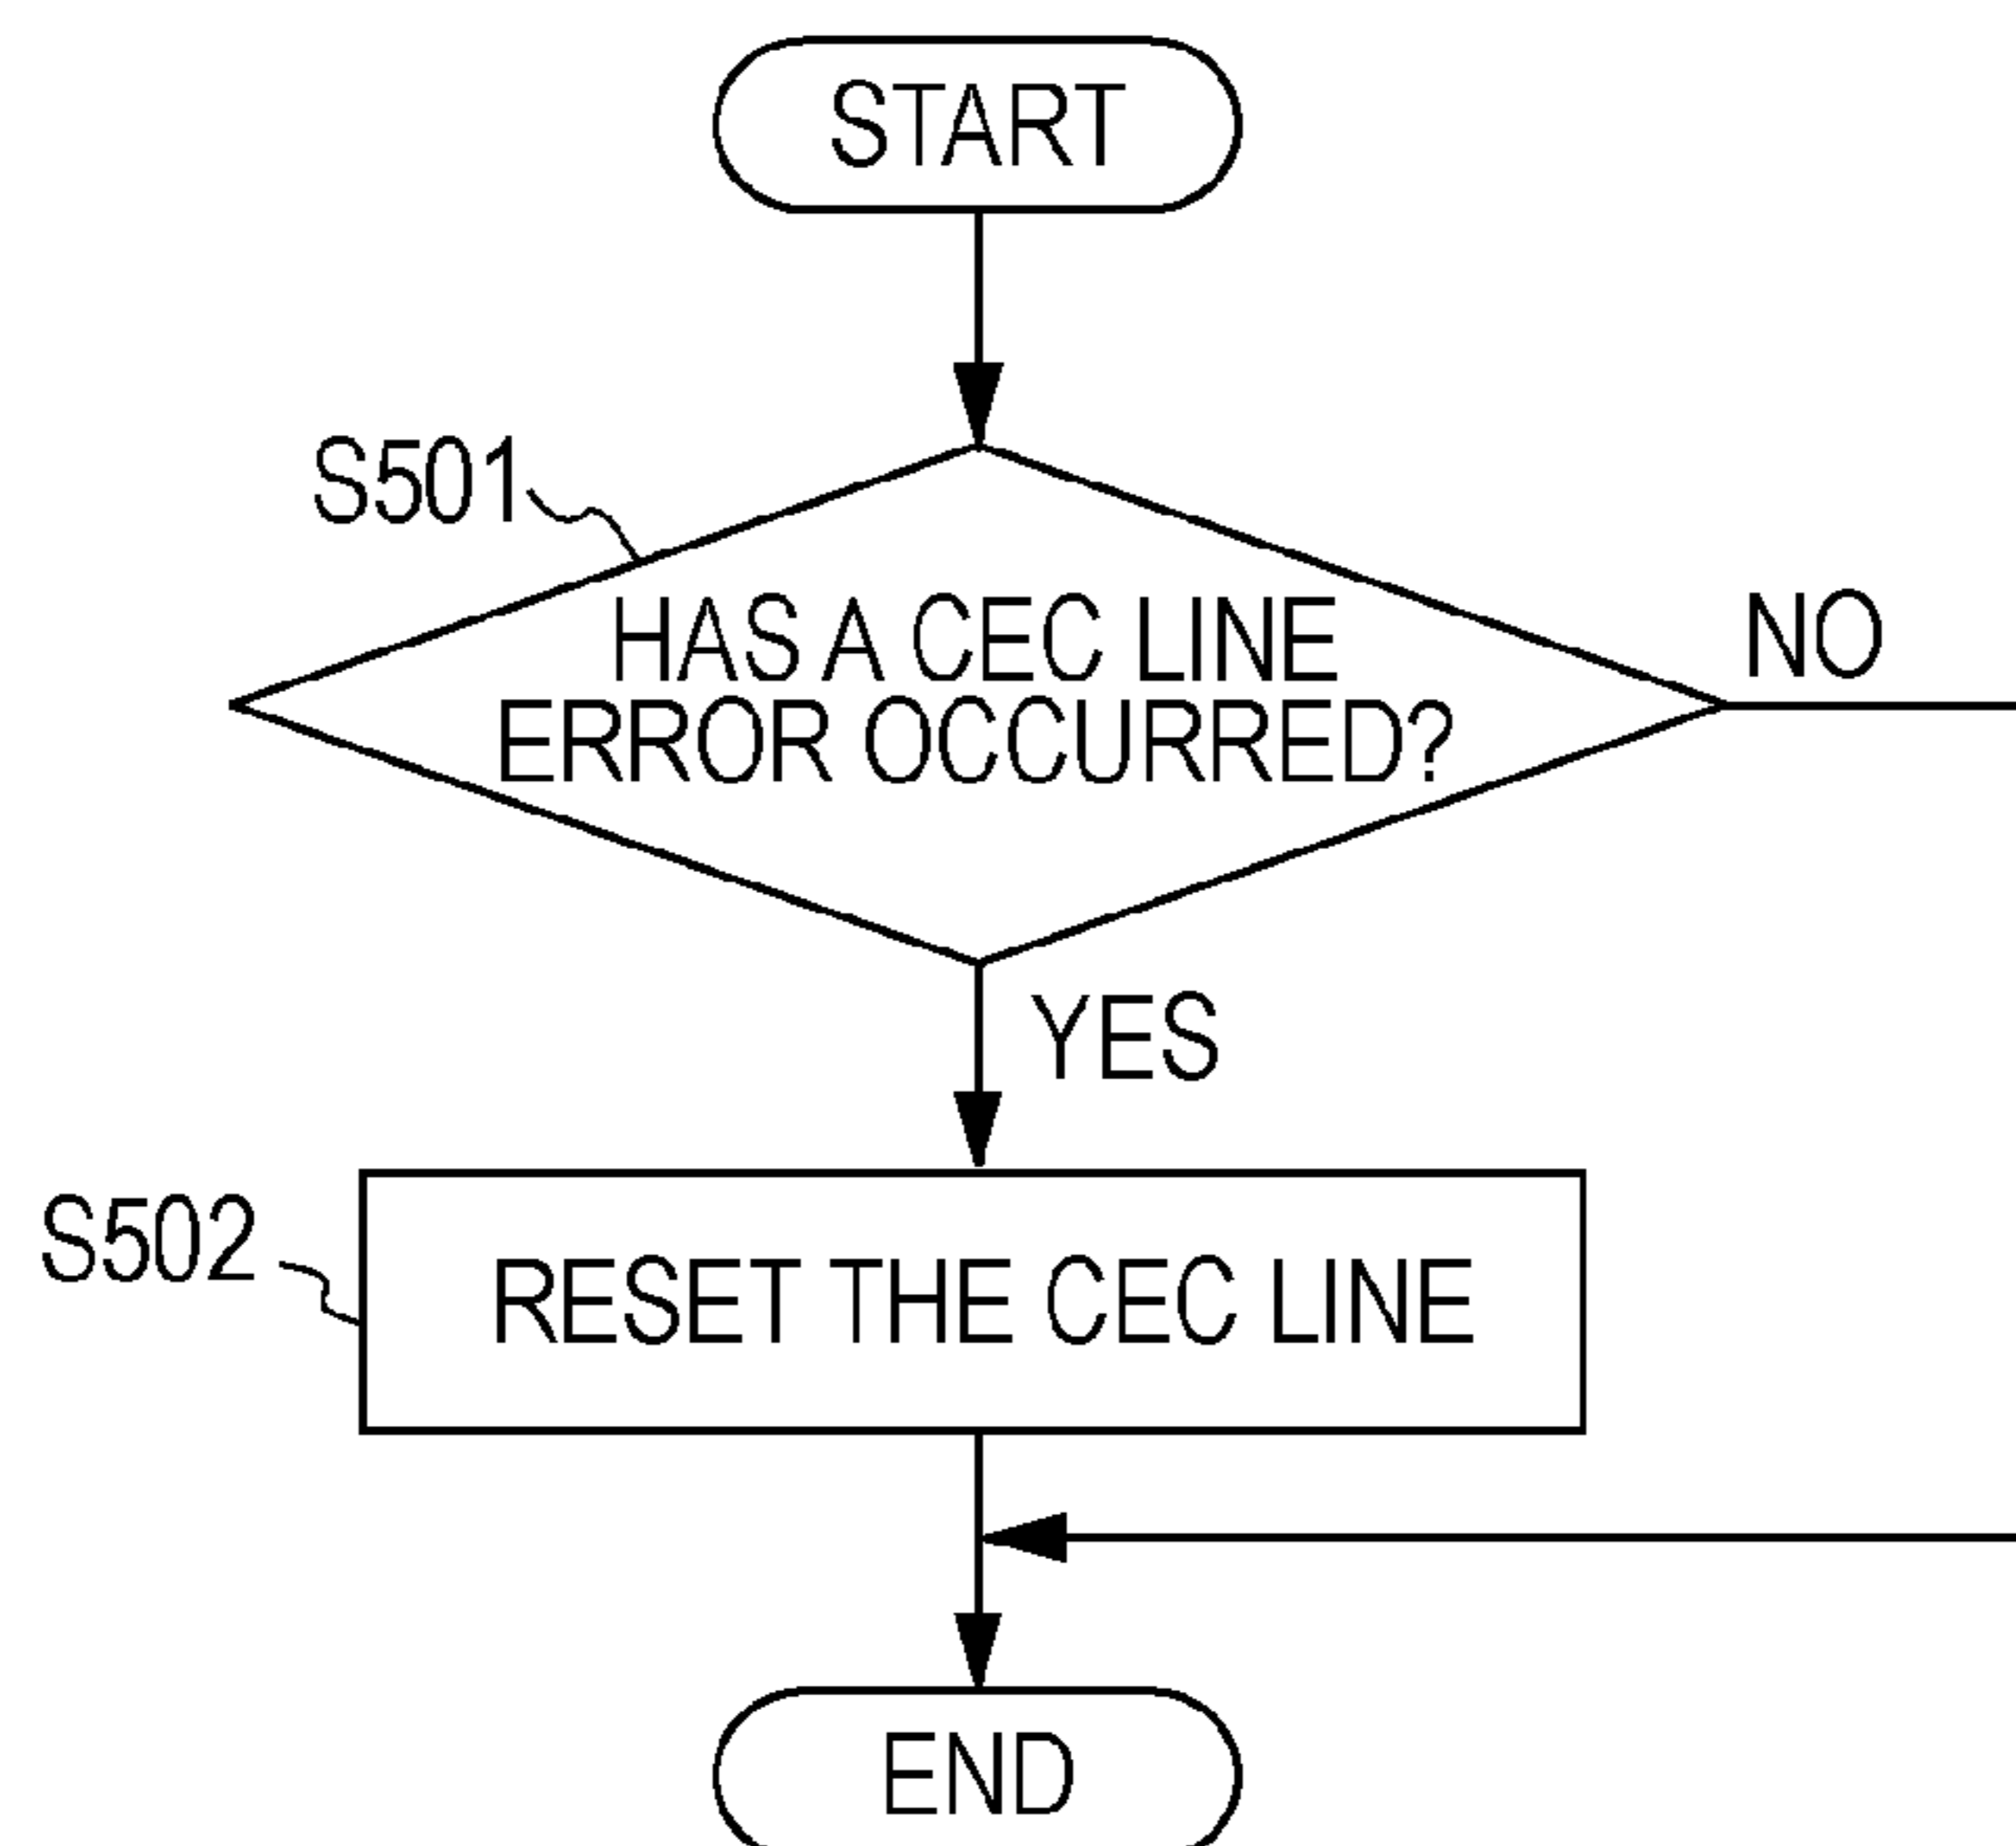 START
S501
HAS A CEC LINE
ERROR OCCURRED?
NO
YES
S502
RESET THE CEC LINE
END